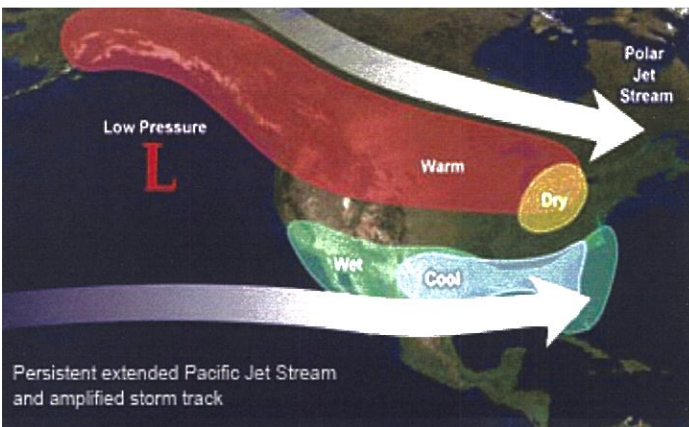 Polar
Jet
Stream
Low Pressure
L
Warm
Dry
Wet
Cool
Persistent extended Pacific Jet Stream
and amplified storm track